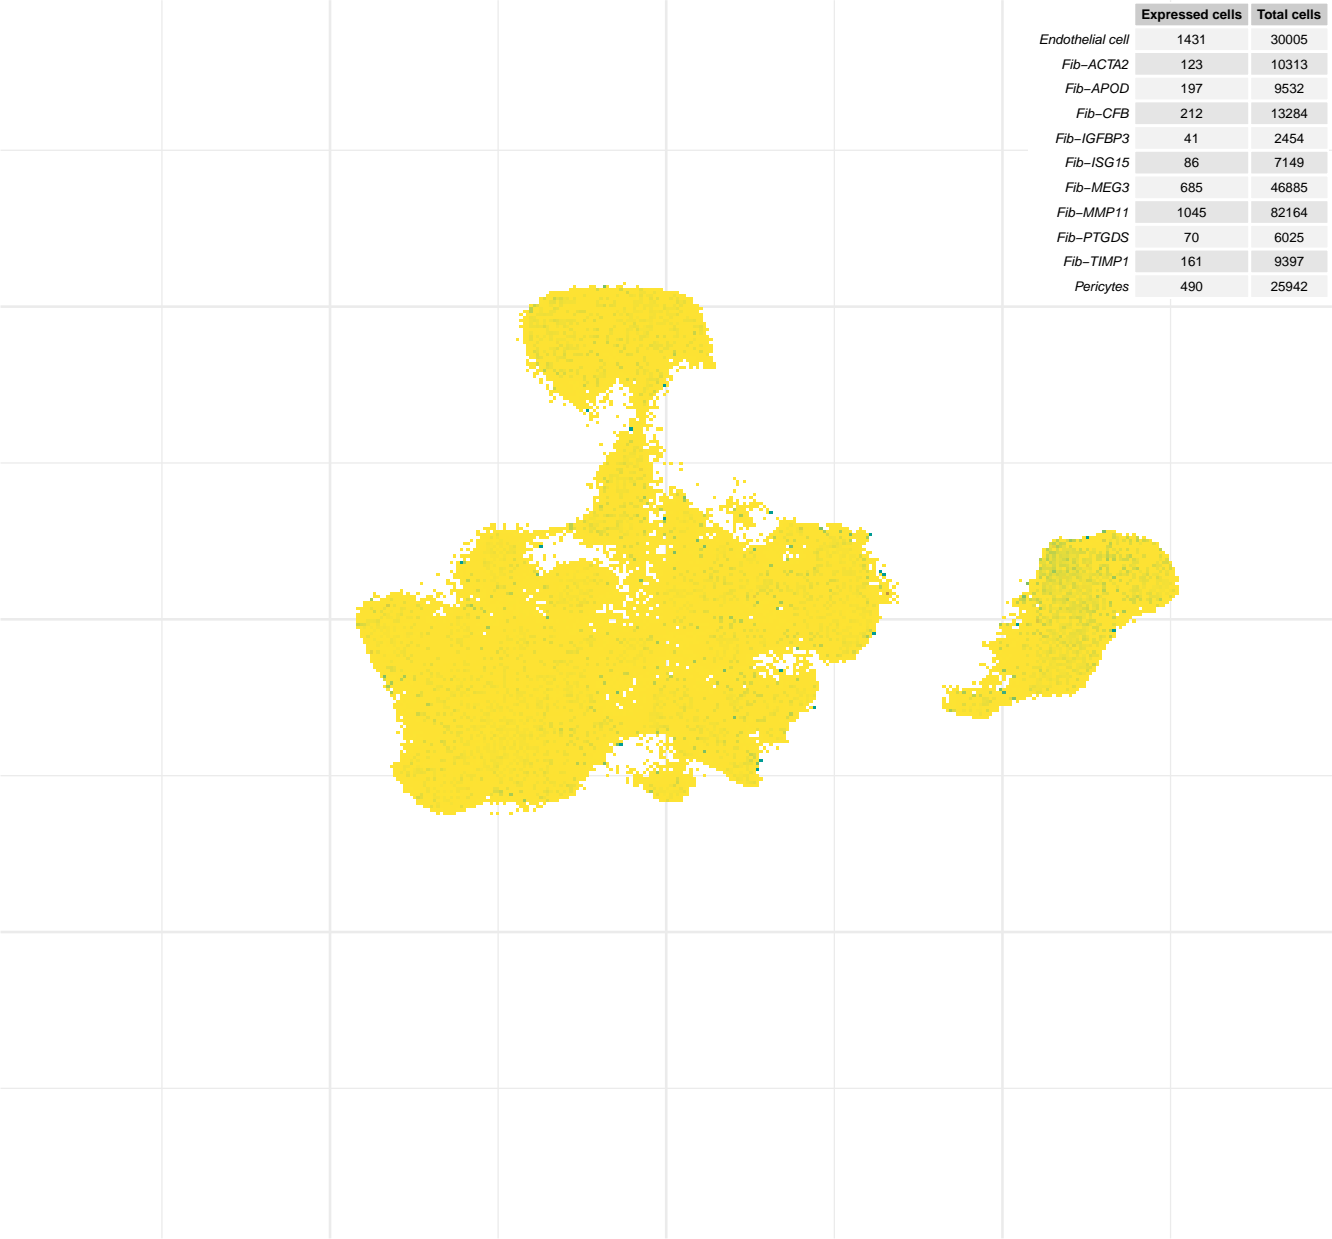 Expressed cells Total cells
Endothelial cell 1431 30005
Fib−ACTA2 123 10313
Fib−APOD 197 9532
Fib−CFB 212 13284
Fib−IGFBP3 41 2454
Fib−ISG15 86 7149
Fib−MEG3 685 46885
Fib−MMP11 1045 82164
Fib−PTGDS 70 6025
Fib−TIMP1 161 9397
Pericytes 490 25942